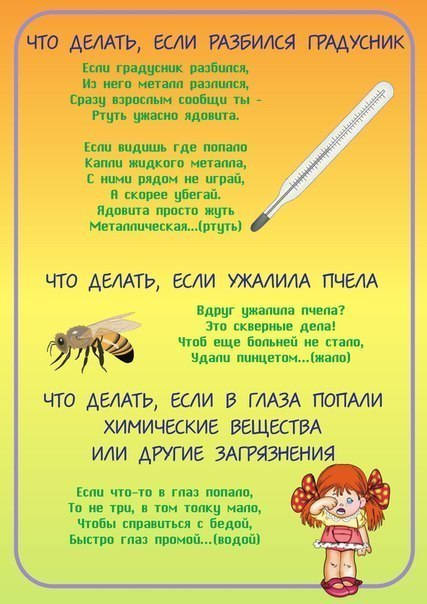 ЧТО ДЕЛАТЬ, ЕСЛИ РАЗБИЛСЯ ГРАДУСНИК
Если градусник разбился,
Из него металл разлился,
Сразу взрослым сообщи ты -
Ртуть ужасно ядовита.
Если видишь где попало
Капли жидкого металла,
С ними рядом не играй,
А скорее убегай.
Ядовита просто жуть
Металлическая...(ртуть)
ЧТО ДЕЛАТЬ, ЕСЛИ УЖАЛИЛА ПЧЕЛА
Вдруг ужалила пчела?
Это скверные дела!
Чтоб еще больней не стало,
Удали пинцетом...(жало)
ЧТО ДЕЛАТЬ, ЕСЛИ В ГЛАЗА ПОПАЛИ
ХИМИЧЕСКИЕ ВЕЩЕСТВА
ИЛИ ДРУГИЕ ЗАГРЯЗНЕНИЯ
Если что-то в глаз попало,
То не три, в том толку мало,
Чтобы справиться с бедой,
Быстро глаз промой...(водой)